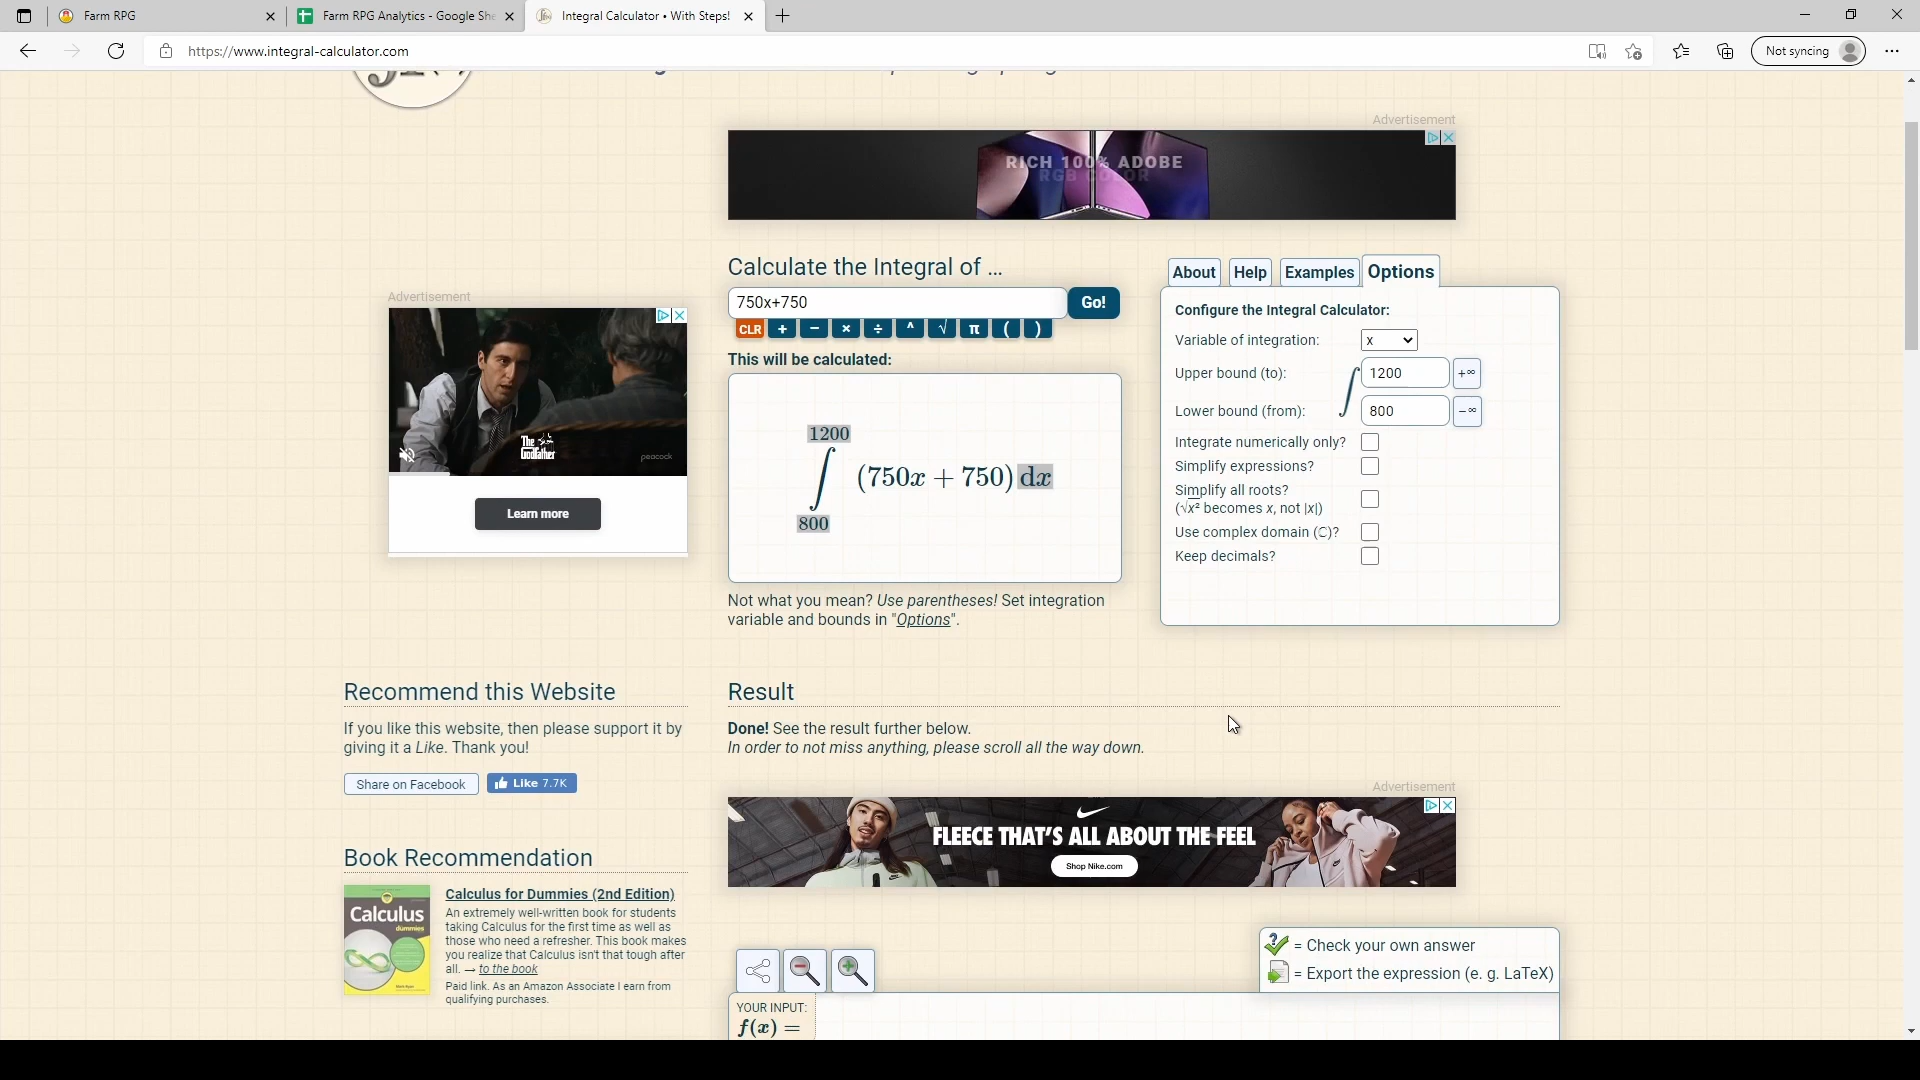 Farm RPG
Farm RPG Analytics - Google She
Integral Calculator • With Steps!
https://www.integral-calculator.com
Not syncing
Advertisement
RICH 100% ADOBE
RGB COLOR
Calculate the Integral of ...
750x+750
Go!
CLR + − × ÷ ^ √ π ( )
This will be calculated:
1200
∫ (750x + 750) dx
800
Not what you mean? Use parentheses! Set integration
variable and bounds in "Options".
About
Help
Examples
Options
Configure the Integral Calculator:
Variable of integration: x
Upper bound (to): 1200 +∞
∫
Lower bound (from): 800 −∞
Integrate numerically only?
Simplify expressions?
Simplify all roots?
(√x² becomes x, not |x|)
Use complex domain (ℂ)?
Keep decimals?
Advertisement
The
Godfather
peacock
Learn more
Recommend this Website
If you like this website, then please support it by
giving it a Like. Thank you!
Share on Facebook
Like 7.7K
Book Recommendation
Calculus
dummies
Calculus for Dummies (2nd Edition)
An extremely well-written book for students
taking Calculus for the first time as well as
those who need a refresher. This book makes
you realize that Calculus isn't that tough after
all. → to the book
Paid link. As an Amazon Associate I earn from
qualifying purchases.
Result
Done! See the result further below.
In order to not miss anything, please scroll all the way down.
Advertisement
FLEECE THAT'S ALL ABOUT THE FEEL
Shop Nike.com
= Check your own answer
= Export the expression (e. g. LaTeX)
YOUR INPUT:
f(x) =